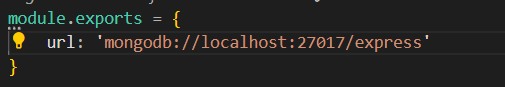 module.exports = {
    url: 'mongodb://localhost:27017/express'
}